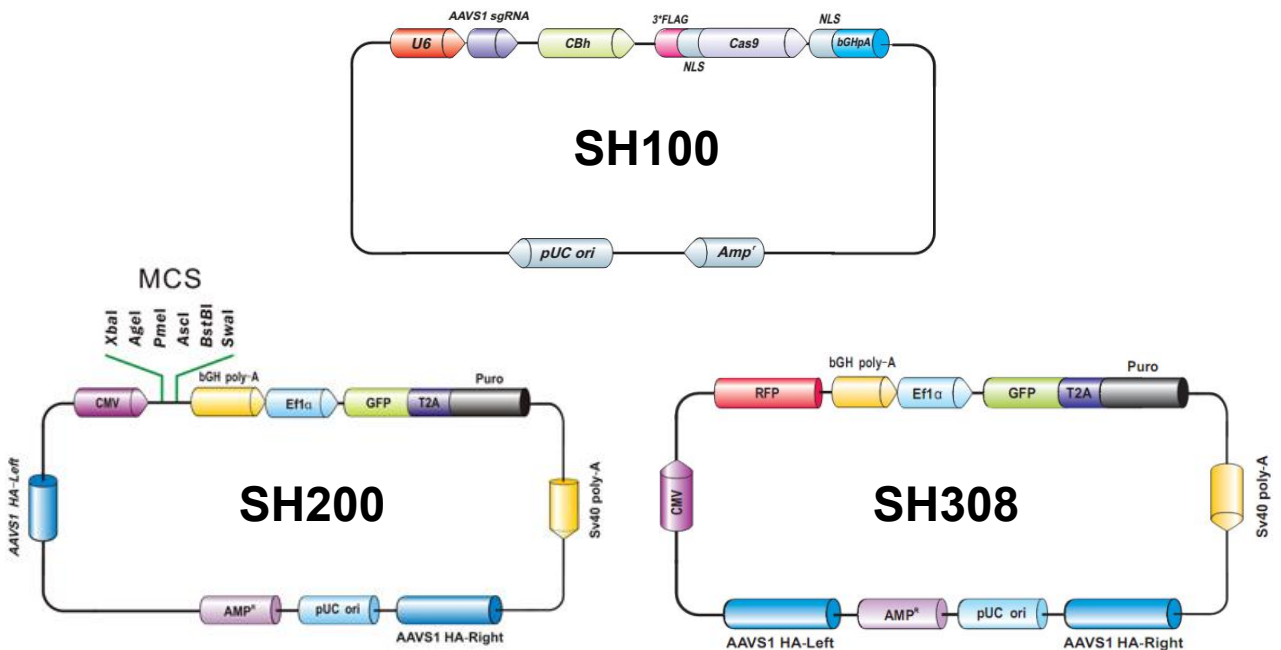 AAVS1 sgRNA
3*FLAG
NLS
U6
CBh
Cas9
bGHpA
NLS
SH100
pUC ori
Ampʳ
MCS
XbaI
AgeI
PmeI
AscI
BstBI
SwaI
bGH poly-A
Puro
CMV
Ef1α
GFP
T2A
AAVS1 HA-Left
SH200
Sv40 poly-A
AMPᴿ
pUC ori
AAVS1 HA-Right
bGH poly-A
Puro
RFP
Ef1α
GFP
T2A
CMV
SH308
Sv40 poly-A
AMPᴿ
pUC ori
AAVS1 HA-Left
AAVS1 HA-Right